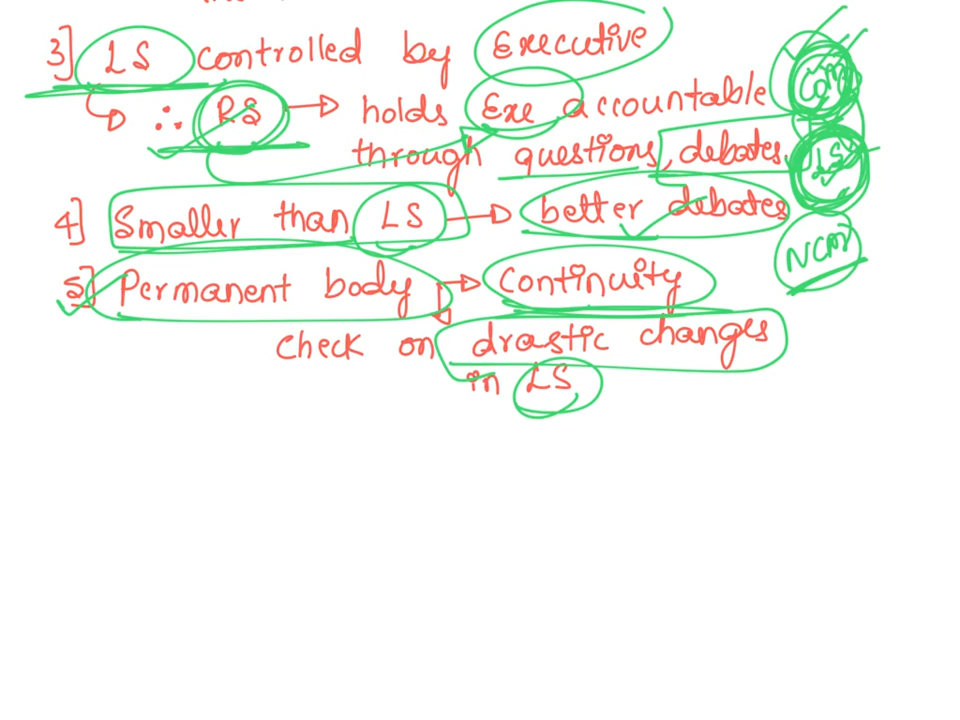 3] LS controlled by Executive
↳ ∴ RS → holds Exe accountable
through questions, debates,
4] Smaller than LS → better debates
5] Permanent body → Continuity
↳ check on drastic changes
in LS
LS